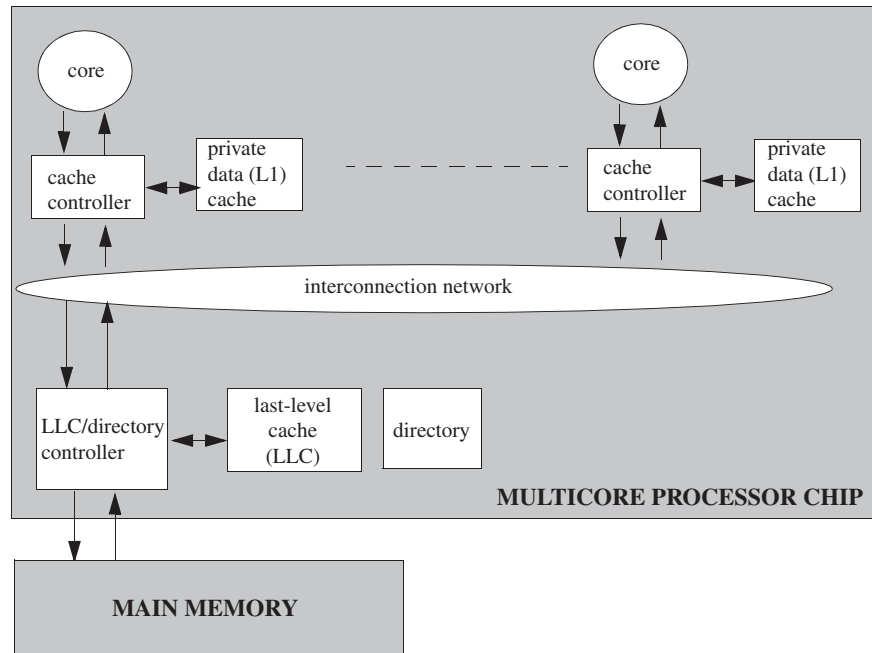 core
core
cache
controller
private
data (L1)
cache
cache
controller
private
data (L1)
cache
interconnection network
LLC/directory
controller
last-level
cache
(LLC)
directory
MULTICORE PROCESSOR CHIP
MAIN MEMORY